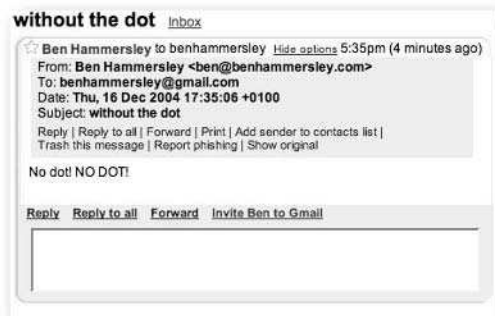 without the dot Inbox
Ben Hammersley to benhammersley Hide options 5:35pm (4 minutes ago)
From: Ben Hammersley <ben@benhammersley.com>
To: benhammersley@gmail.com
Date: Thu, 16 Dec 2004 17:35:06 +0100
Subject: without the dot
Reply | Reply to all | Forward | Print | Add sender to contacts list |
Trash this message | Report phishing | Show original
No dot! NO DOT!
Reply Reply to all Forward Invite Ben to Gmail